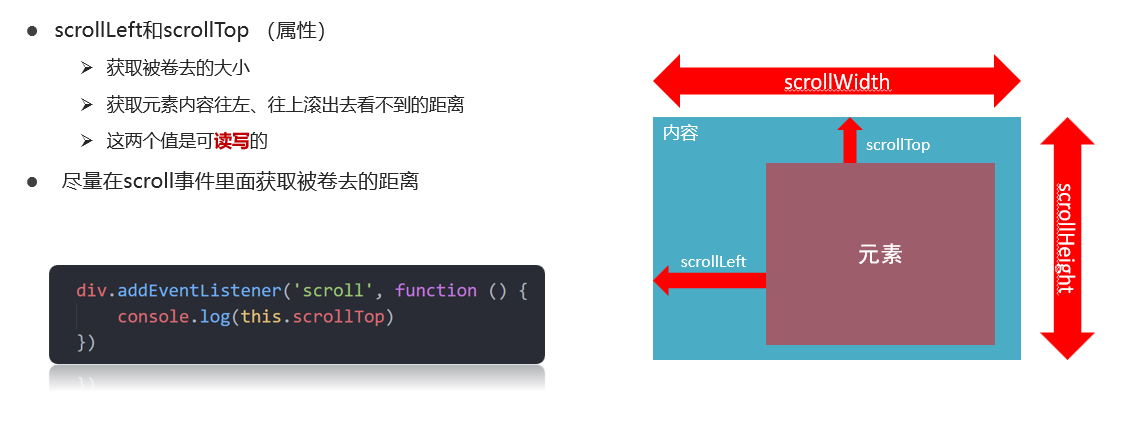 scrollLeft和scrollTop （属性）
获取被卷去的大小
获取元素内容往左、往上滚出去看不到的距离
这两个值是可读写的
尽量在scroll事件里面获取被卷去的距离
div.addEventListener('scroll', function () {
console.log(this.scrollTop)
})
scrollWidth
内容
scrollTop
元素
scrollLeft
scrollHeight